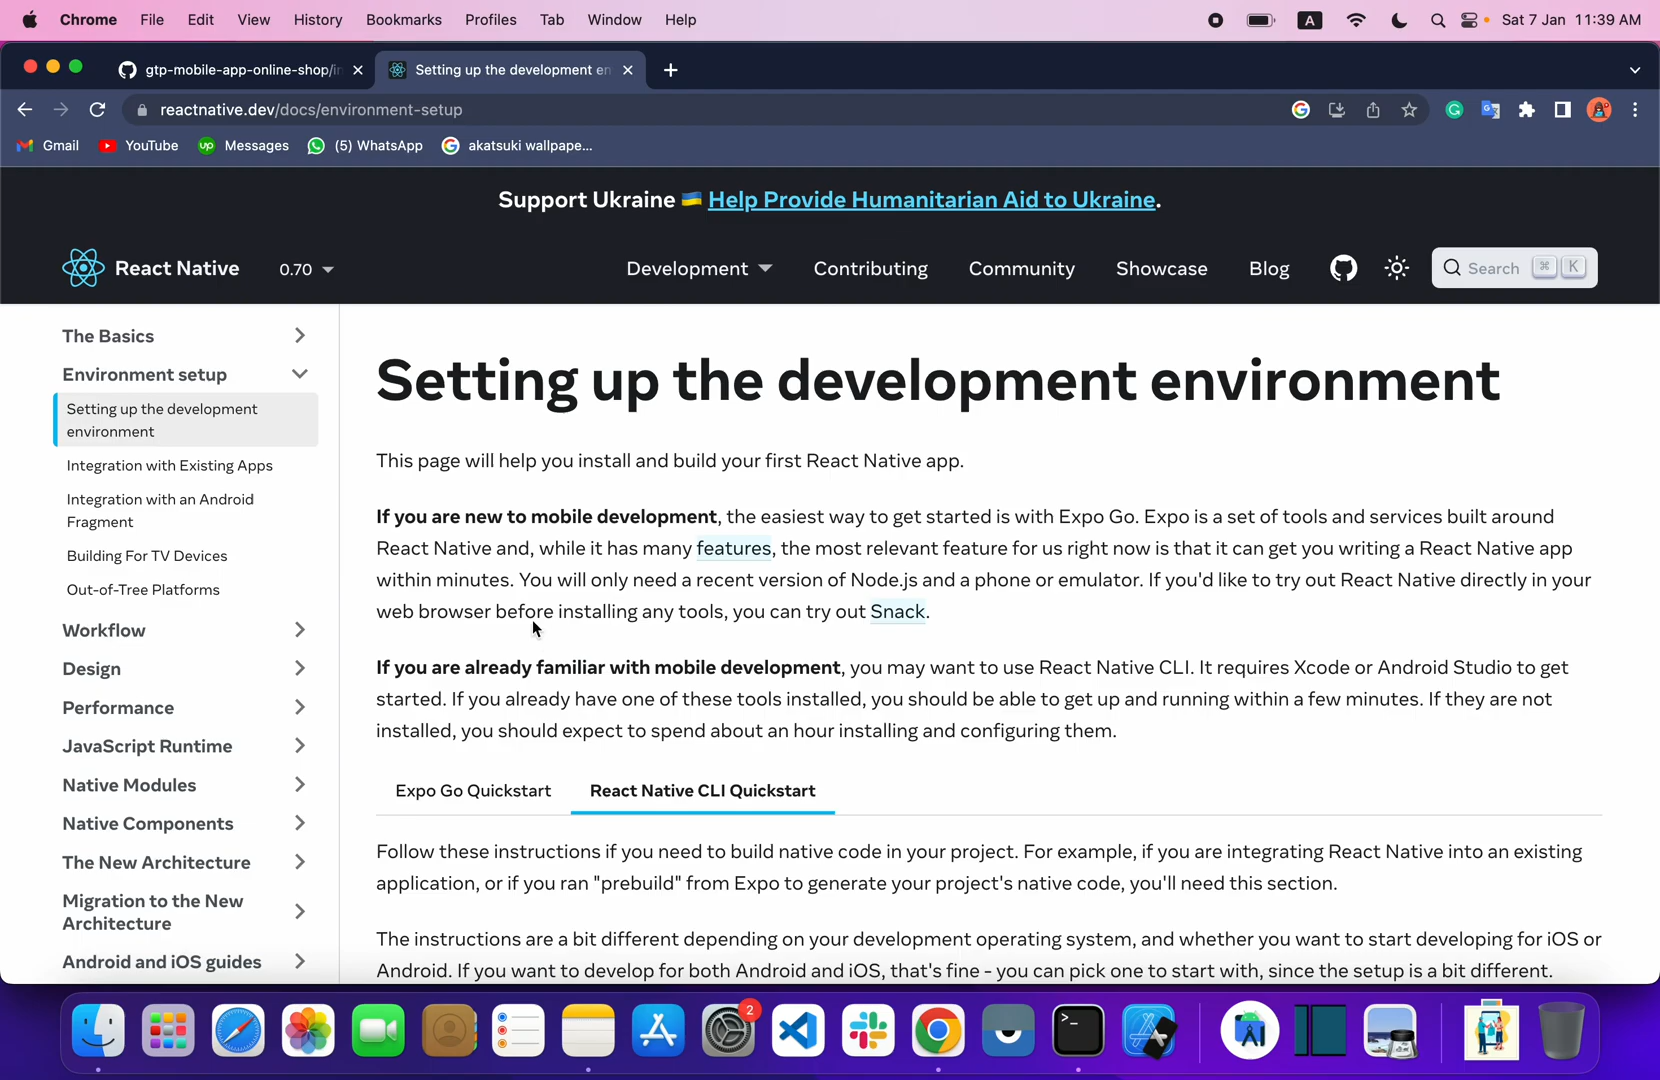 Chrome File Edit View History Bookmarks Profiles Tab Window Help A Sat 7 Jan 11:39 AM
gtp-mobile-app-online-shop/ Setting up the development
reactnative.dev/docs/environment-setup
Gmail YouTube up Messages (5) WhatsApp akatsuki wallpape...
Support Ukraine 🇺🇦 Help Provide Humanitarian Aid to Ukraine.
React Native 0.70 Development Contributing Community Showcase Blog Search ⌘ K
The Basics
Environment setup
Setting up the development
environment
Integration with Existing Apps
Integration with an Android
Fragment
Building For TV Devices
Out-of-Tree Platforms
Workflow
Design
Performance
JavaScript Runtime
Native Modules
Native Components
The New Architecture
Migration to the New
Architecture
Android and iOS guides
Setting up the development environment
This page will help you install and build your first React Native app.
If you are new to mobile development, the easiest way to get started is with Expo Go. Expo is a set of tools and services built around
React Native and, while it has many features, the most relevant feature for us right now is that it can get you writing a React Native app
within minutes. You will only need a recent version of Node.js and a phone or emulator. If you'd like to try out React Native directly in your
web browser before installing any tools, you can try out Snack.
If you are already familiar with mobile development, you may want to use React Native CLI. It requires Xcode or Android Studio to get
started. If you already have one of these tools installed, you should be able to get up and running within a few minutes. If they are not
installed, you should expect to spend about an hour installing and configuring them.
Expo Go Quickstart React Native CLI Quickstart
Follow these instructions if you need to build native code in your project. For example, if you are integrating React Native into an existing
application, or if you ran "prebuild" from Expo to generate your project's native code, you'll need this section.
The instructions are a bit different depending on your development operating system, and whether you want to start developing for iOS or
Android. If you want to develop for both Android and iOS, that's fine - you can pick one to start with, since the setup is a bit different.
2